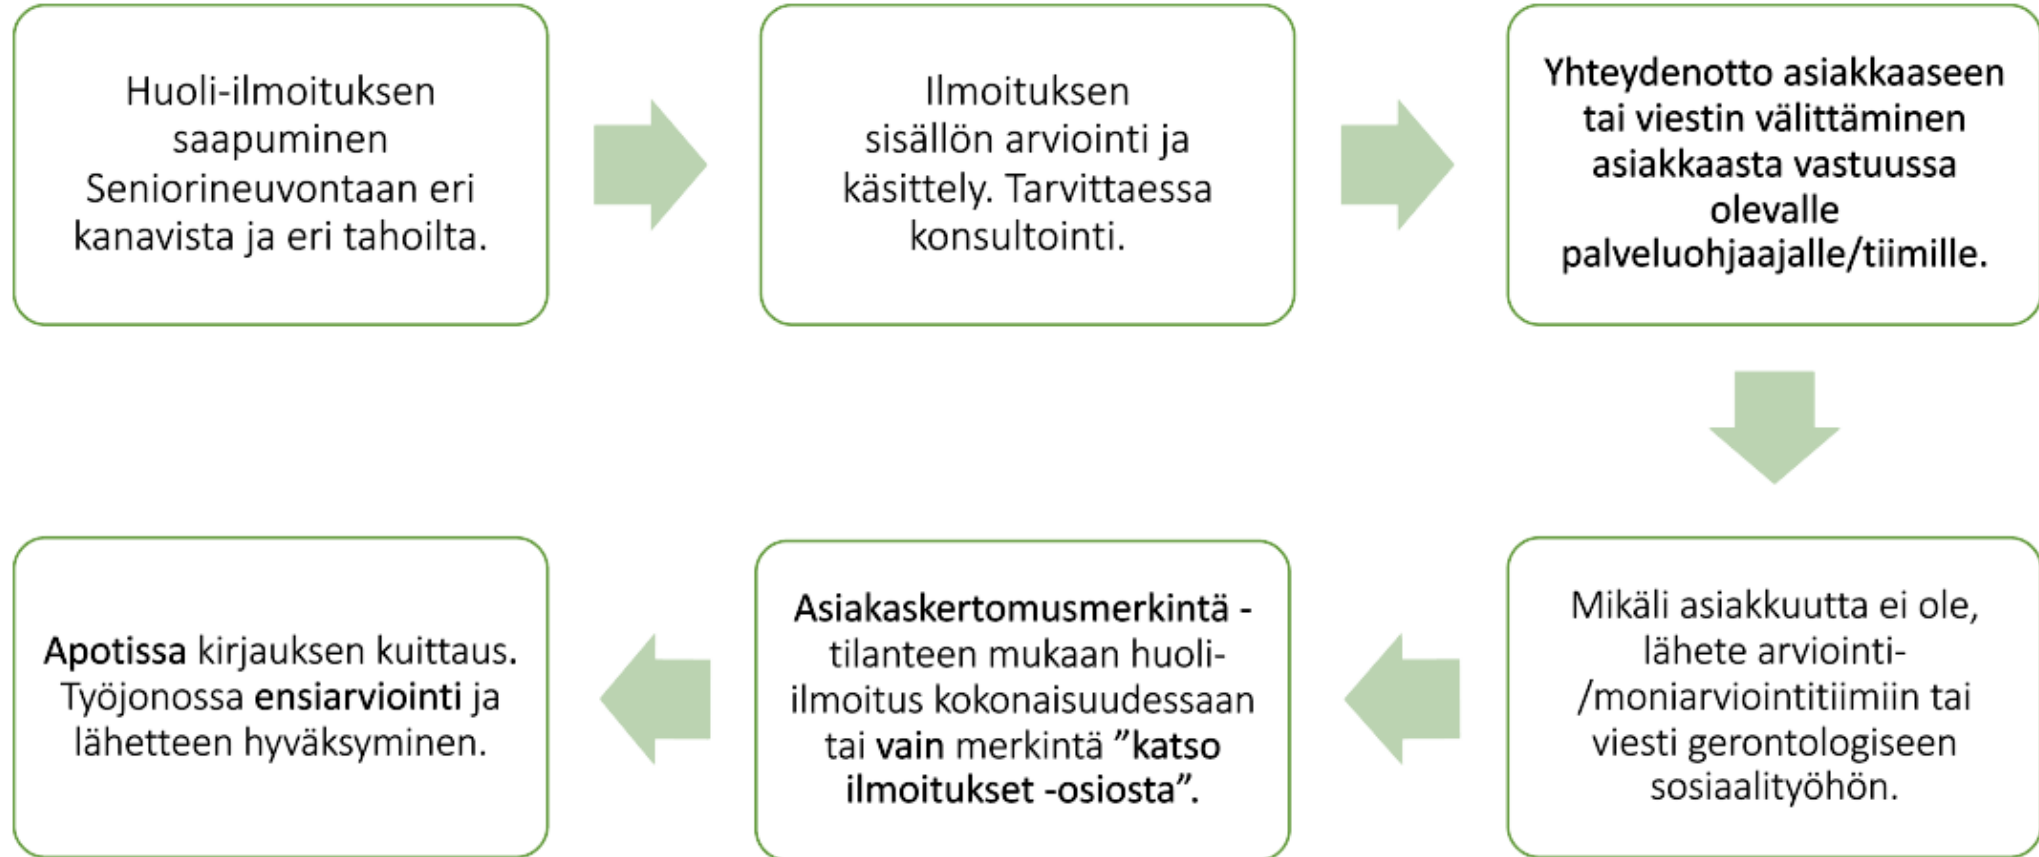 Huoli-ilmoituksen
saapuminen
Seniorineuvontaan eri
kanavista ja eri tahoilta.
Ilmoituksen
sisällön arviointi ja
käsittely. Tarvittaessa
konsultointi.
Yhteydenotto asiakkaaseen
tai viestin välittäminen
asiakkaasta vastuussa
olevalle
palveluohjaajalle/tiimille.
Mikäli asiakkuutta ei ole,
lähete arviointi-
/moniarviointitiimiin tai
viesti gerontologiseen
sosiaalityöhön.
Asiakaskertomusmerkintä -
tilanteen mukaan huoli-
ilmoitus kokonaisuudessaan
tai vain merkintä ”katso
ilmoitukset -osiosta”.
Apotissa kirjauksen kuittaus.
Työjonossa ensiarviointi ja
lähetteen hyväksyminen.